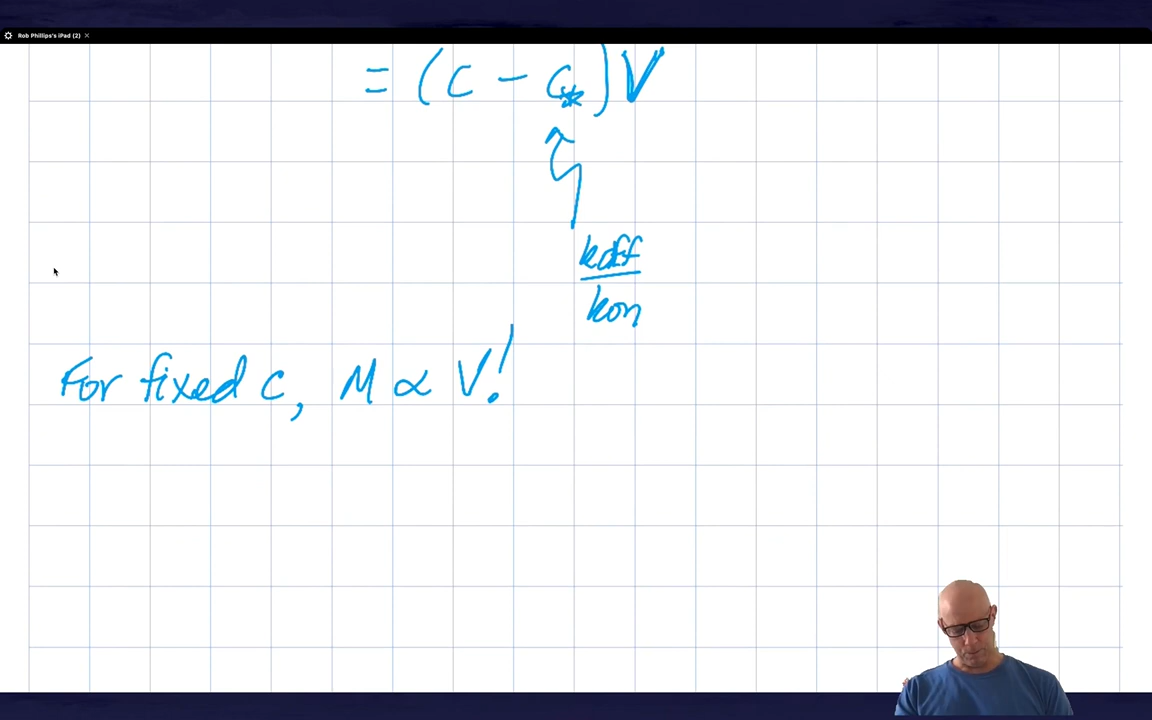 Rob Phillips's iPad (2)
= (c - c*)V
koff
kon
For fixed c, M ∝ V!